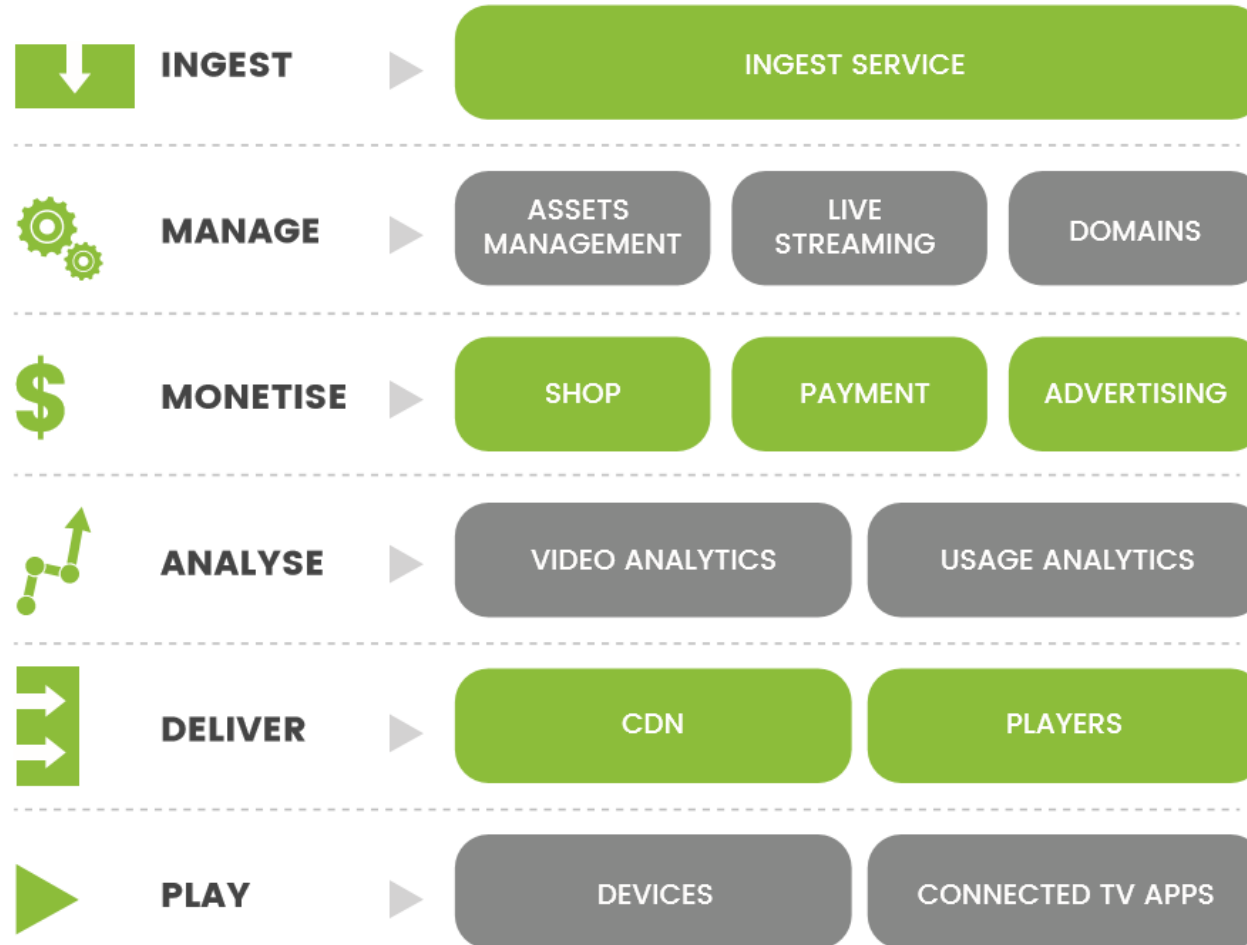 INGEST
INGEST SERVICE
MANAGE
ASSETS
MANAGEMENT
LIVE
STREAMING
DOMAINS
MONETISE
SHOP
PAYMENT
ADVERTISING
ANALYSE
VIDEO ANALYTICS
USAGE ANALYTICS
DELIVER
CDN
PLAYERS
PLAY
DEVICES
CONNECTED TV APPS